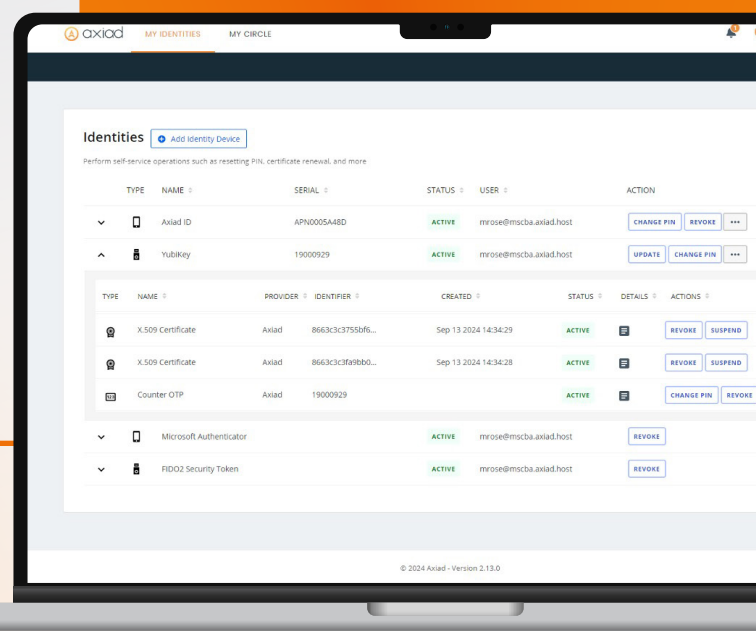 axiad MY IDENTITIES MY CIRCLE
Identities Add Identity Device
Perform self-service operations such as resetting PIN, certificate renewal, and more
TYPE NAME SERIAL STATUS USER ACTION
Axiad ID APN0005A48D ACTIVE mrose@mscba.axiad.host CHANGE PIN REVOKE •••
YubiKey 19000929 ACTIVE mrose@mscba.axiad.host UPDATE CHANGE PIN •••
TYPE NAME PROVIDER IDENTIFIER CREATED STATUS DETAILS ACTIONS
X.509 Certificate Axiad 8663c3c3755bf6... Sep 13 2024 14:34:29 ACTIVE REVOKE SUSPEND
X.509 Certificate Axiad 8663c3c3fa9bb0... Sep 13 2024 14:34:28 ACTIVE REVOKE SUSPEND
Counter OTP Axiad 19000929 ACTIVE CHANGE PIN REVOKE
Microsoft Authenticator ACTIVE mrose@mscba.axiad.host REVOKE
FIDO2 Security Token ACTIVE mrose@mscba.axiad.host REVOKE
© 2024 Axiad - Version 2.13.0